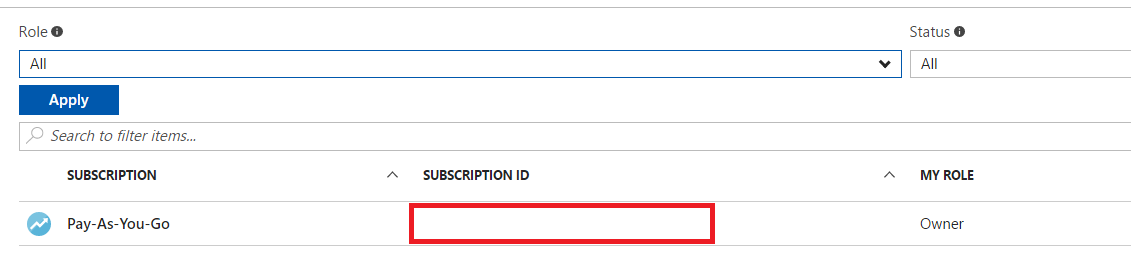 Role
Status
All
All
Apply
Search to filter items...
SUBSCRIPTION
SUBSCRIPTION ID
MY ROLE
Pay-As-You-Go
Owner